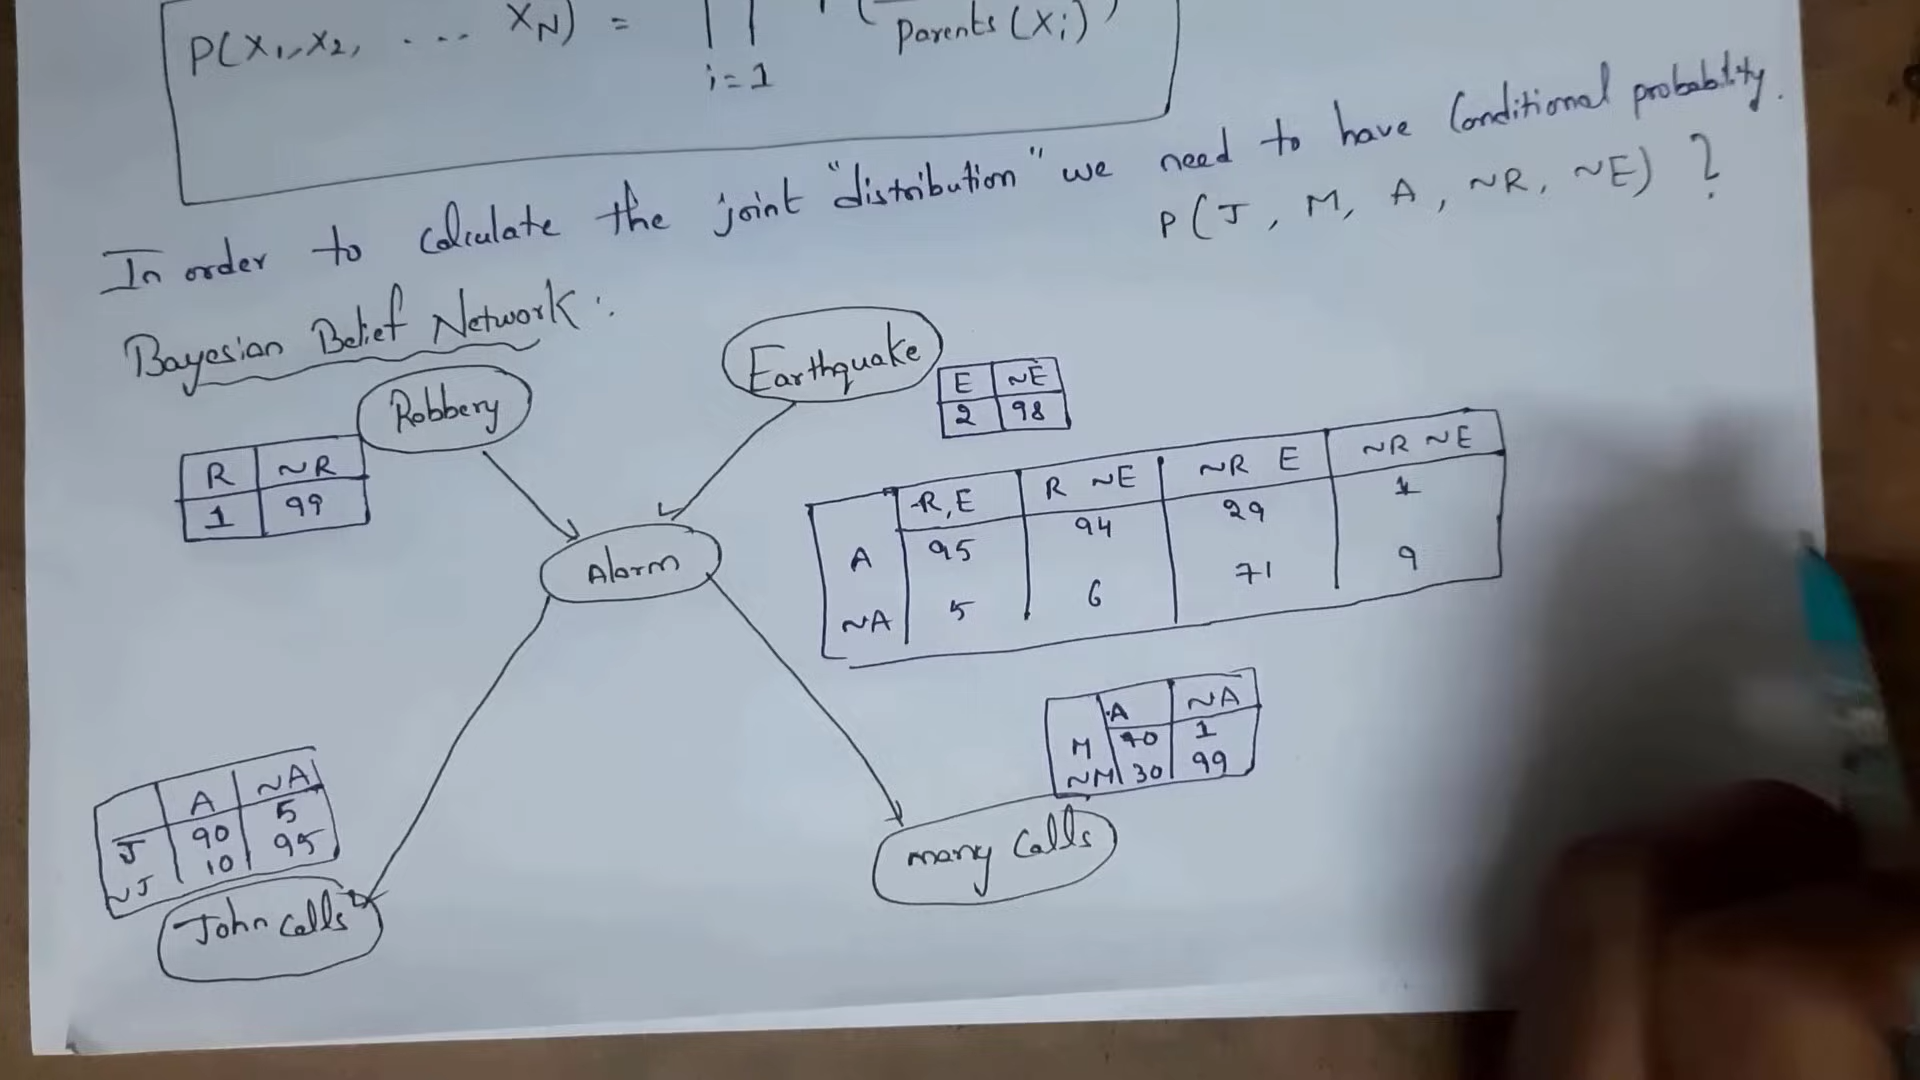 P(X1, X2, .... XN) =
i=1
Parents (Xi)
In order to calculate the joint "distribution" we need to have Conditional probability.
P(J, M, A, ~R, ~E) ?
Bayesian Belief Network:
Robbery
Earthquake
E ~E
2 98
R ~R
1 99
Alarm
R,E R ~E ~R E ~R ~E
A 95 94 29 1
~A 5 6 71 9
A ~A
M 70 1
~M 30 99
many calls
A ~A
J 90 5
~J 10 95
John calls